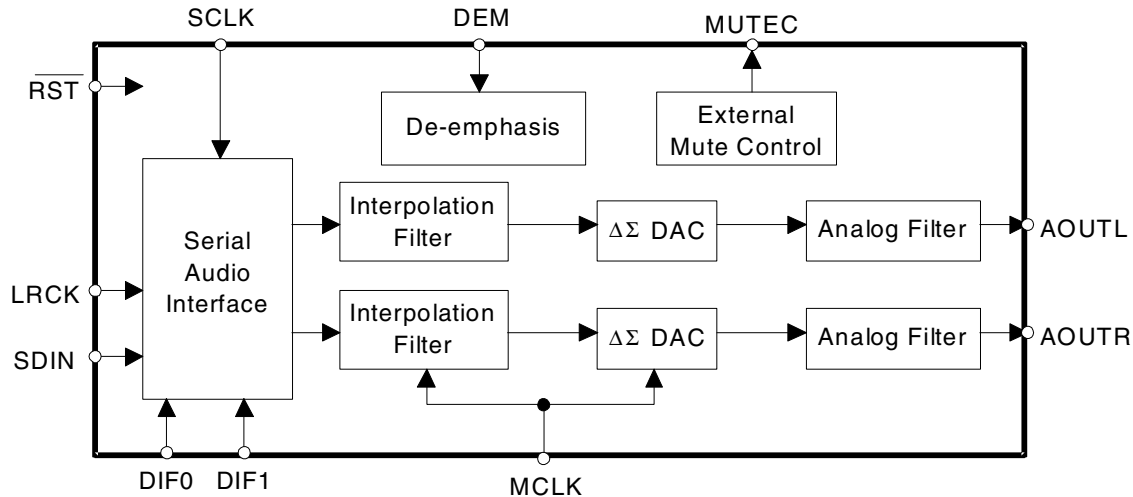 SCLK
DEM
MUTEC
RST
De-emphasis
External
Mute Control
Serial
Audio
Interface
Interpolation
Filter
ΔΣ DAC
Analog Filter
AOUTL
LRCK
Interpolation
Filter
ΔΣ DAC
Analog Filter
AOUTR
SDIN
DIF0
DIF1
MCLK